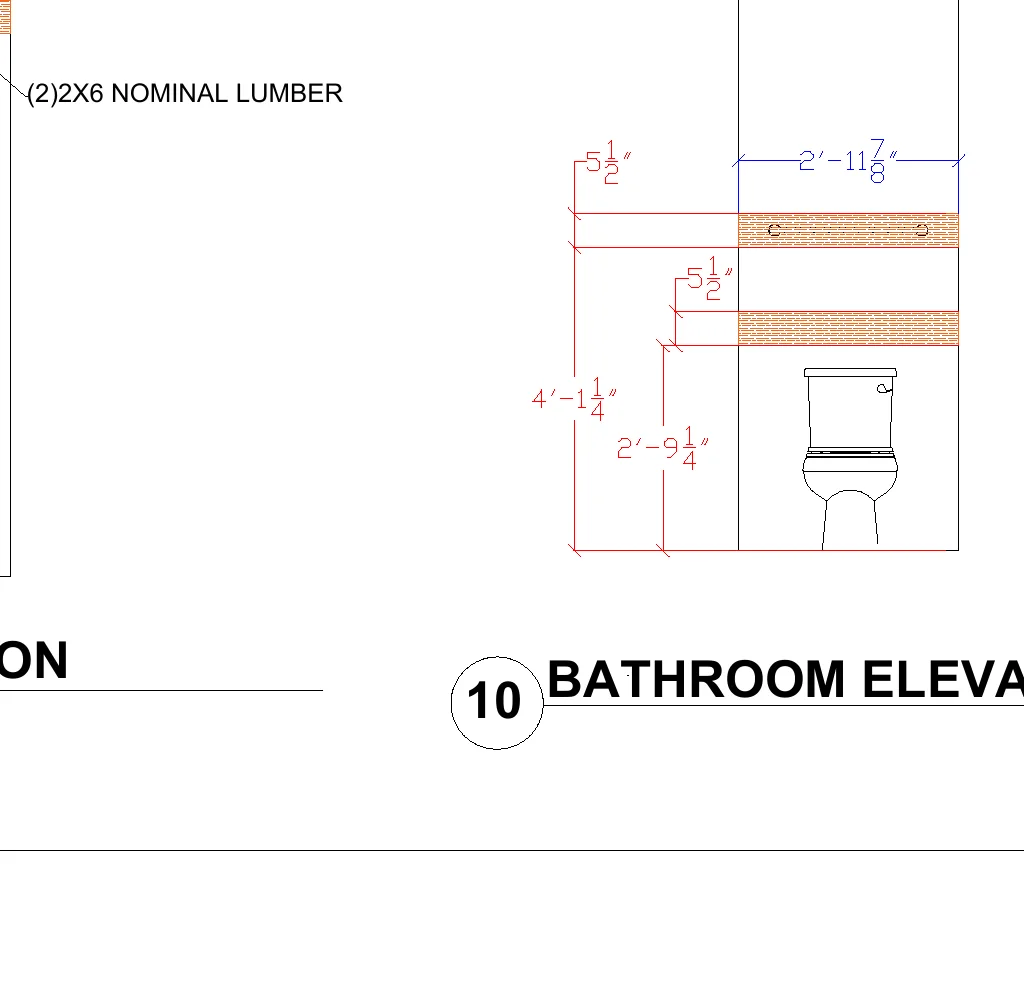 (2)2X6 NOMINAL LUMBER
5 1/2"
2'-11 7/8"
5 1/2"
4'-1 1/4"
2'-9 1/4"
ON
10
BATHROOM ELEVA